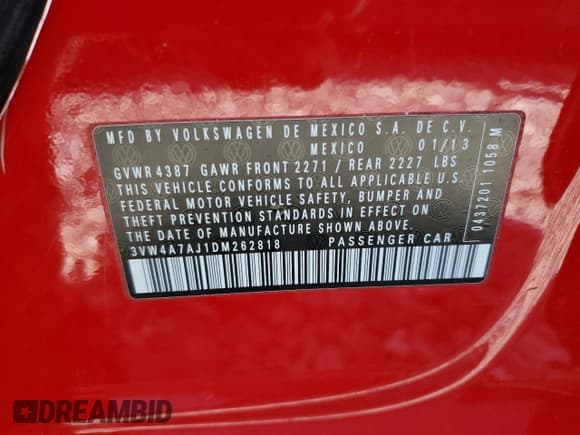 MFD BY VOLKSWAGEN DE MEXICO S.A. DE C.V.
MEXICO 01/13
GVWR 4387 GAWR FRONT 2271 / REAR 2227 LBS
THIS VEHICLE CONFORMS TO ALL APPLICABLE U.S.
FEDERAL MOTOR VEHICLE SAFETY, BUMPER AND
THEFT PREVENTION STANDARDS IN EFFECT ON
THE DATE OF MANUFACTURE SHOWN ABOVE.
3VW4A7AJ1DM262818 PASSENGER CAR
0437201 1058 M
DREAMBID